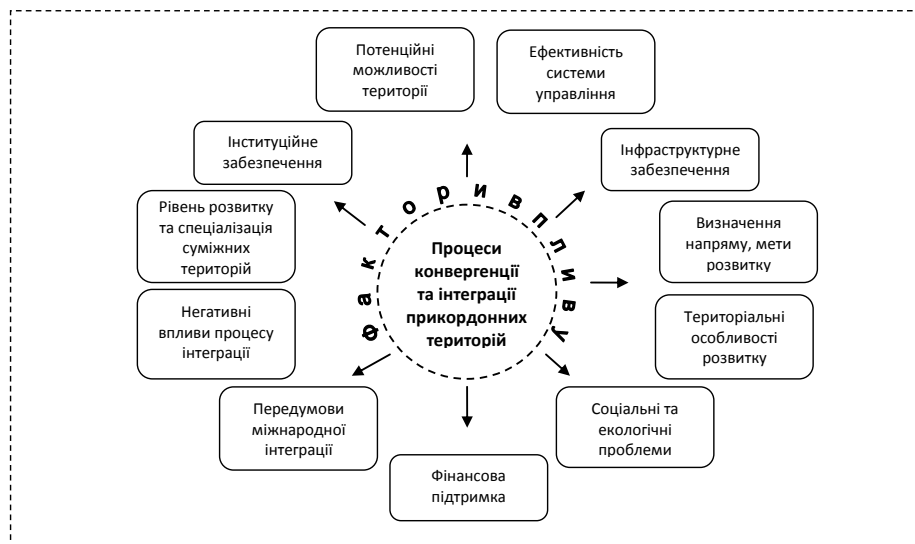 Потенційні
можливості
території
Ефективність
системи
управління
Інституційне
забезпечення
Інфраструктурне
забезпечення
Рівень розвитку
та спеціалізація
суміжних
територій
Визначення
напряму, мети
розвитку
Фактори впливу
Процеси
конвергенції
та інтеграції
прикордонних
територій
Негативні
впливи процесу
інтеграції
Територіальні
особливості
розвитку
Передумови
міжнародної
інтеграції
Соціальні та
екологічні
проблеми
Фінансова
підтримка